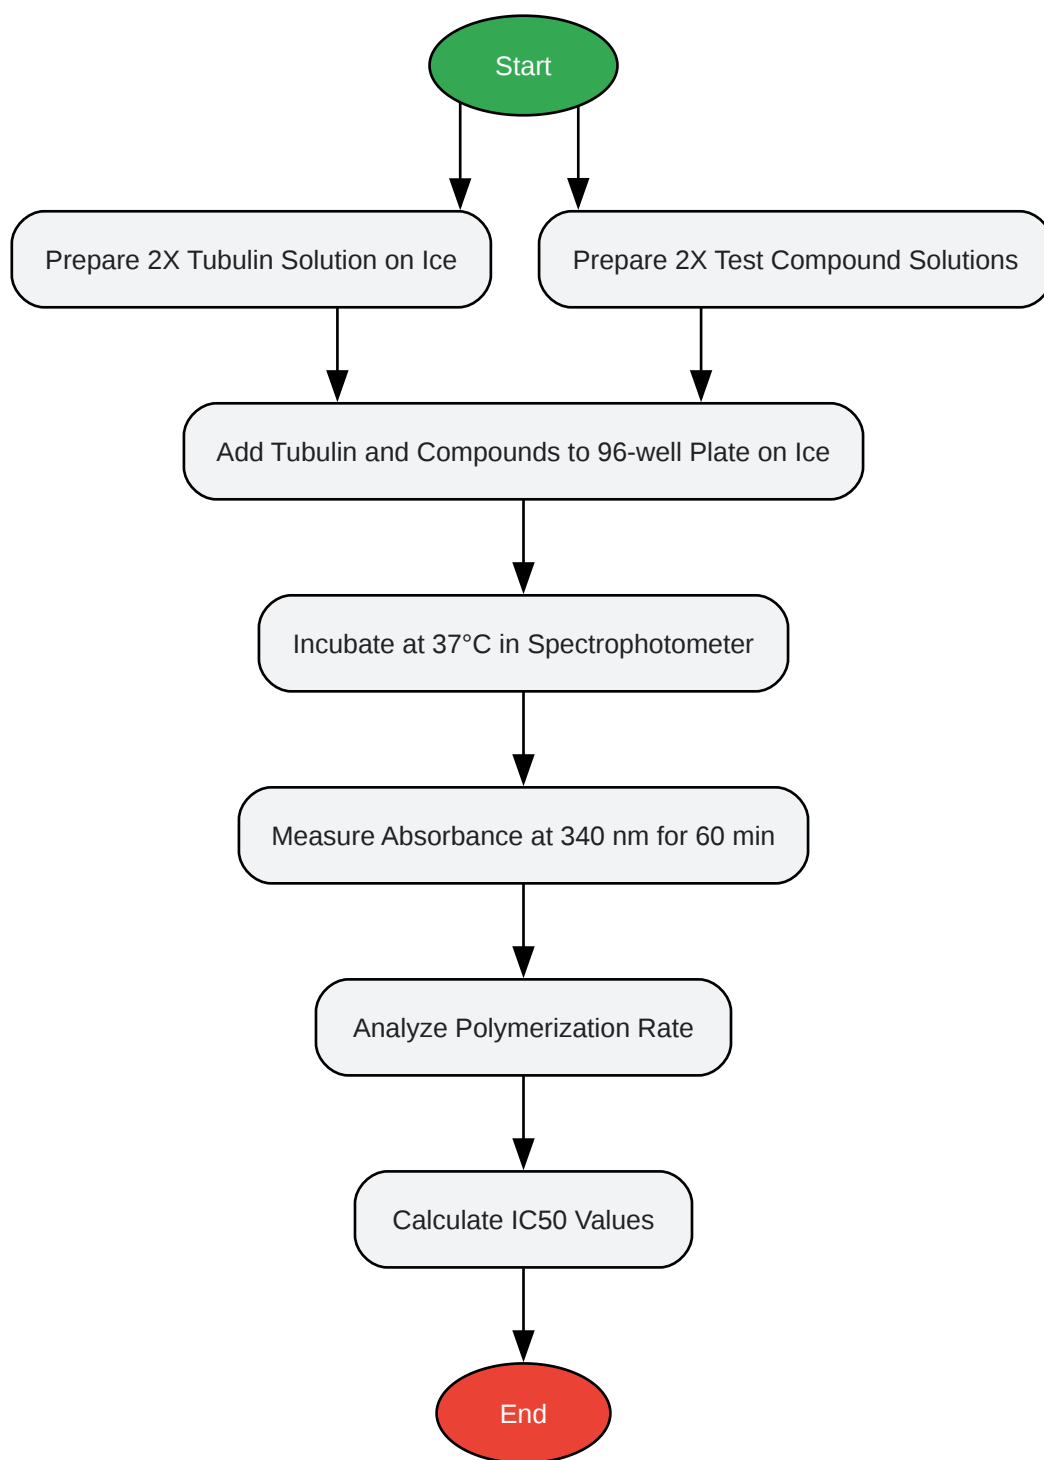 Start
Prepare 2X Tubulin Solution on Ice
Prepare 2X Test Compound Solutions
Add Tubulin and Compounds to 96-well Plate on Ice
Incubate at 37°C in Spectrophotometer
Measure Absorbance at 340 nm for 60 min
Analyze Polymerization Rate
Calculate IC50 Values
End